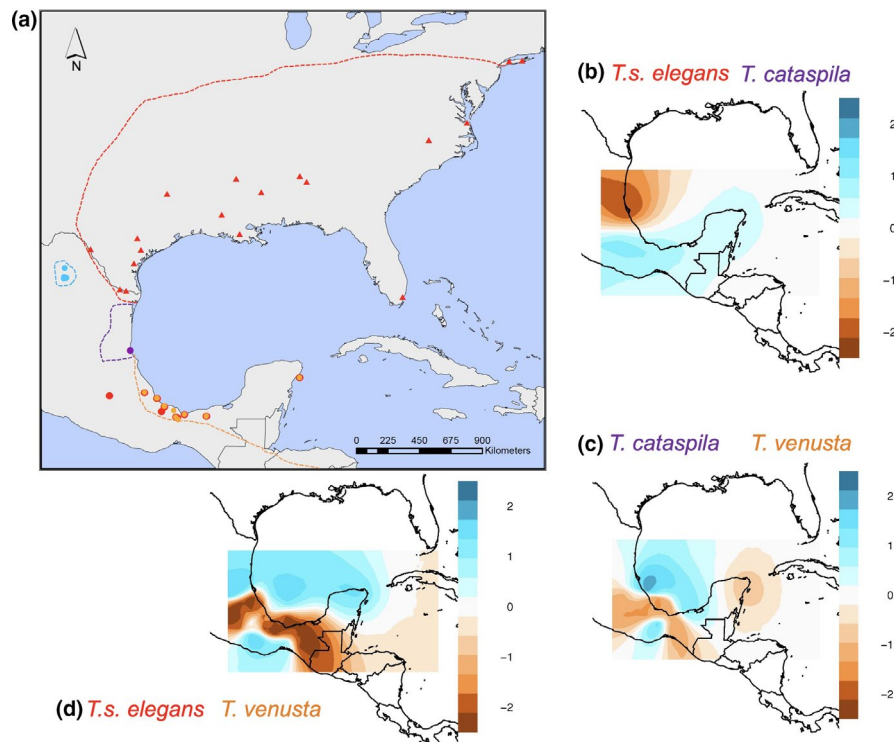 (a)
N
0 225 450 675 900
Kilometers
(b) T.s. elegans T. cataspila
2
1
0
−1
−2
(c) T. cataspila T. venusta
2
1
0
−1
−2
2
1
0
−1
−2
(d) T.s. elegans T. venusta